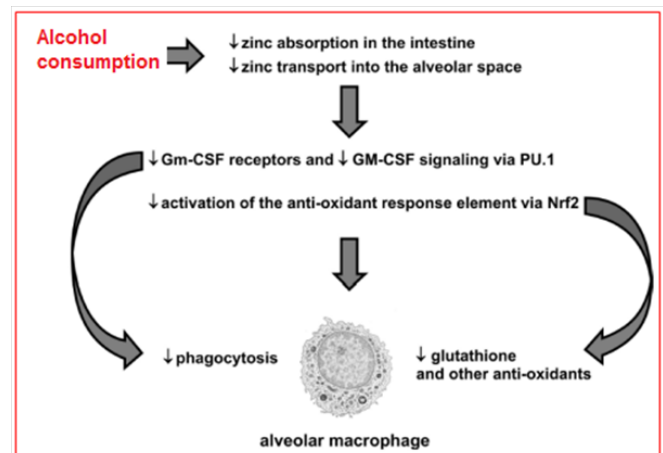 Alcohol
consumption
↓zinc absorption in the intestine
↓zinc transport into the alveolar space
↓Gm-CSF receptors and ↓ GM-CSF signaling via PU.1
↓activation of the anti-oxidant response element via Nrf2
↓phagocytosis
↓ glutathione
and other anti-oxidants
alveolar macrophage